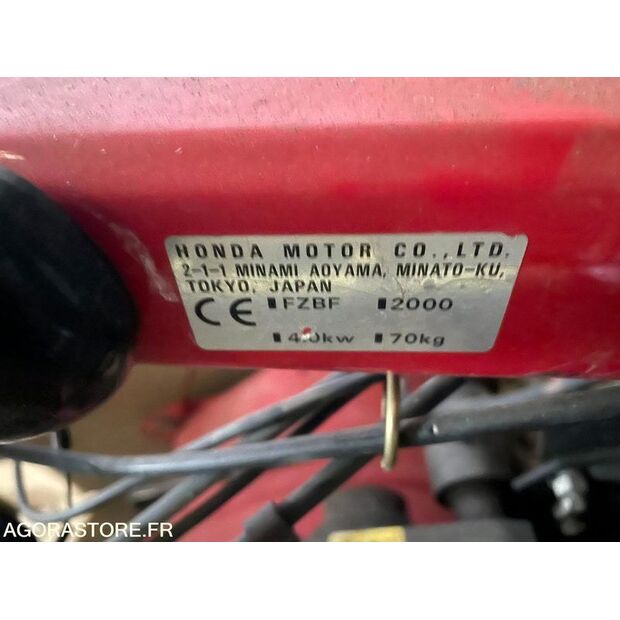 HONDA MOTOR CO.,LTD.
2-1-1 MINAMI AOYAMA, MINATO-KU,
TOKYO, JAPAN
CE FZBF 2000
4.0kw 70kg
AGORASTORE.FR